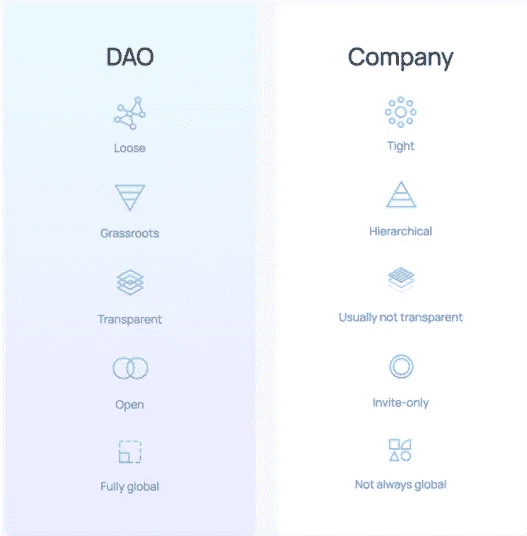 DAO
Loose
Grassroots
Transparent
Open
Fully global
Company
Tight
Hierarchical
Usually not transparent
Invite-only
Not always global